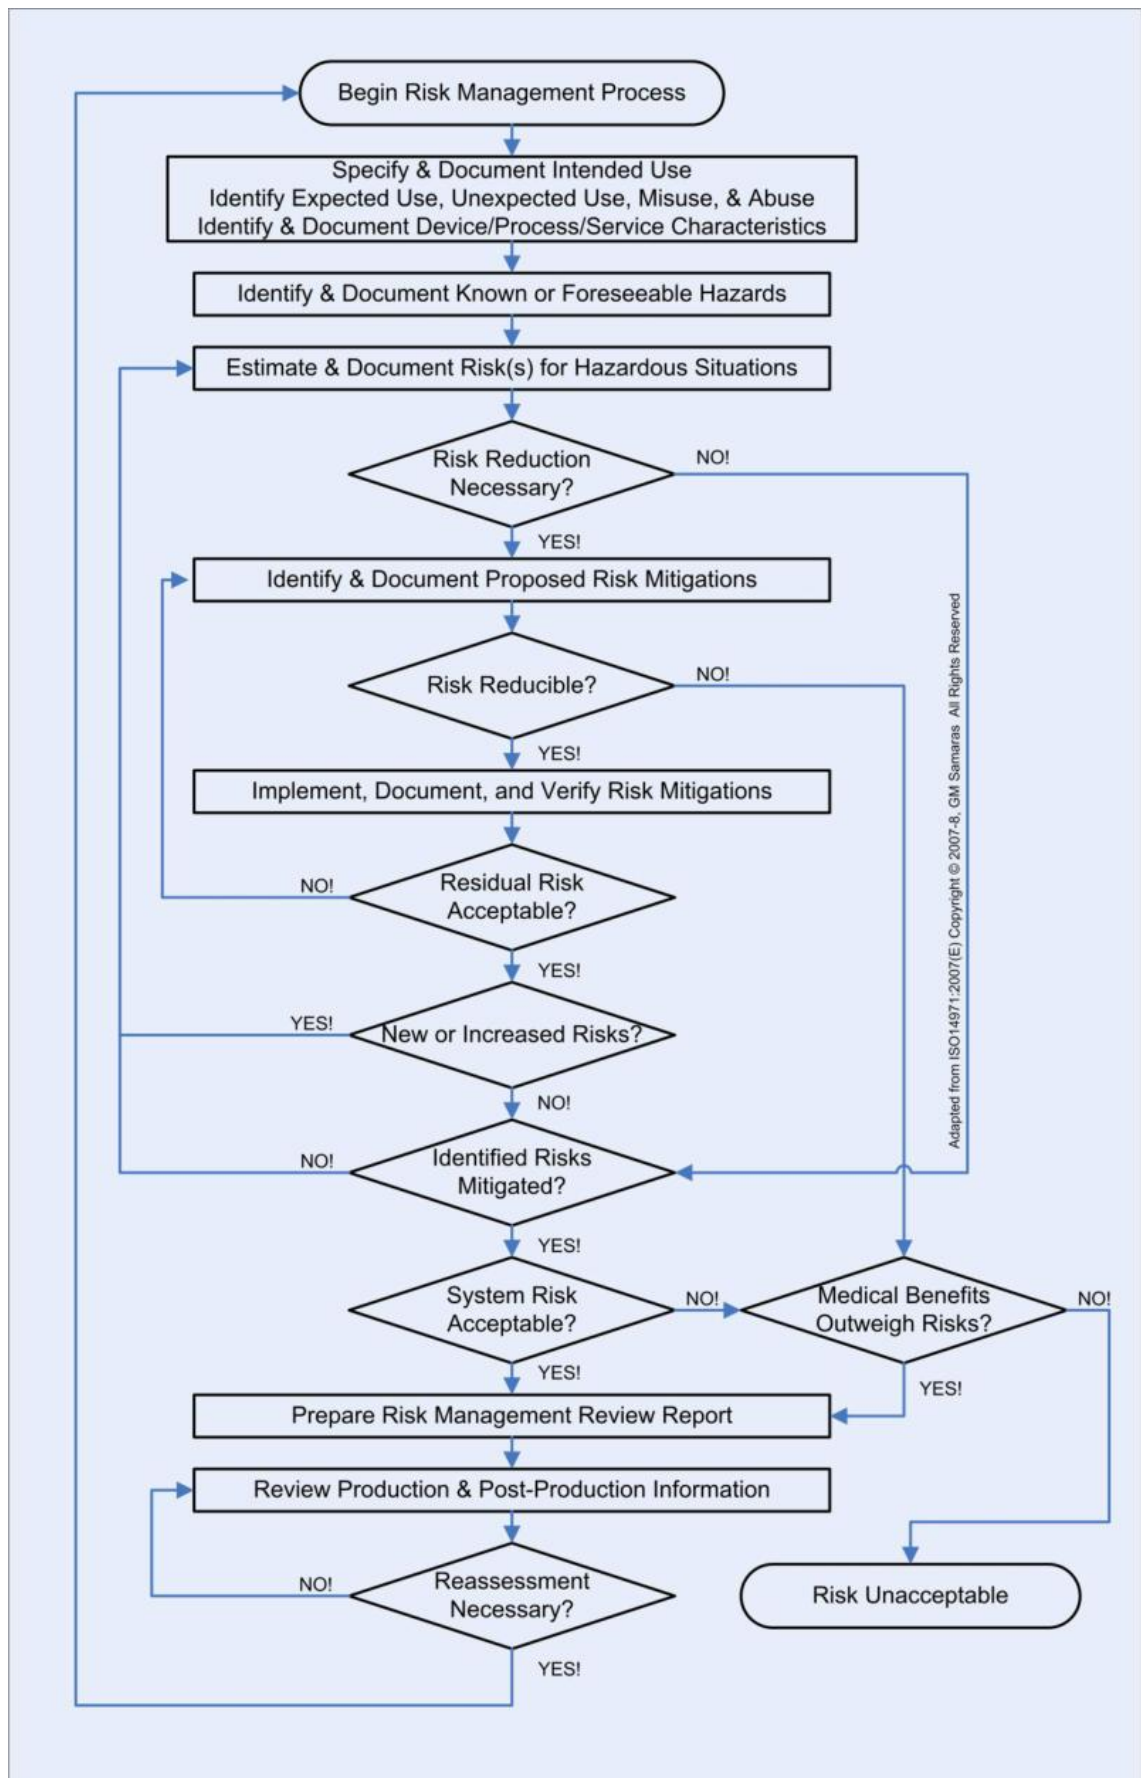 Begin Risk Management Process
Specify & Document Intended Use
Identify Expected Use, Unexpected Use, Misuse, & Abuse
Identify & Document Device/Process/Service Characteristics
Identify & Document Known or Foreseeable Hazards
Estimate & Document Risk(s) for Hazardous Situations
Risk Reduction
Necessary?
NO!
YES!
Identify & Document Proposed Risk Mitigations
Risk Reducible?
NO!
YES!
Implement, Document, and Verify Risk Mitigations
Residual Risk
Acceptable?
NO!
YES!
New or Increased Risks?
YES!
NO!
Identified Risks
Mitigated?
NO!
YES!
System Risk
Acceptable?
NO!
YES!
Medical Benefits
Outweigh Risks?
NO!
YES!
Prepare Risk Management Review Report
Review Production & Post-Production Information
Reassessment
Necessary?
NO!
YES!
Risk Unacceptable
Adapted from ISO14971:2007(E) Copyright © 2007-8, GM Samaras All Rights Reserved